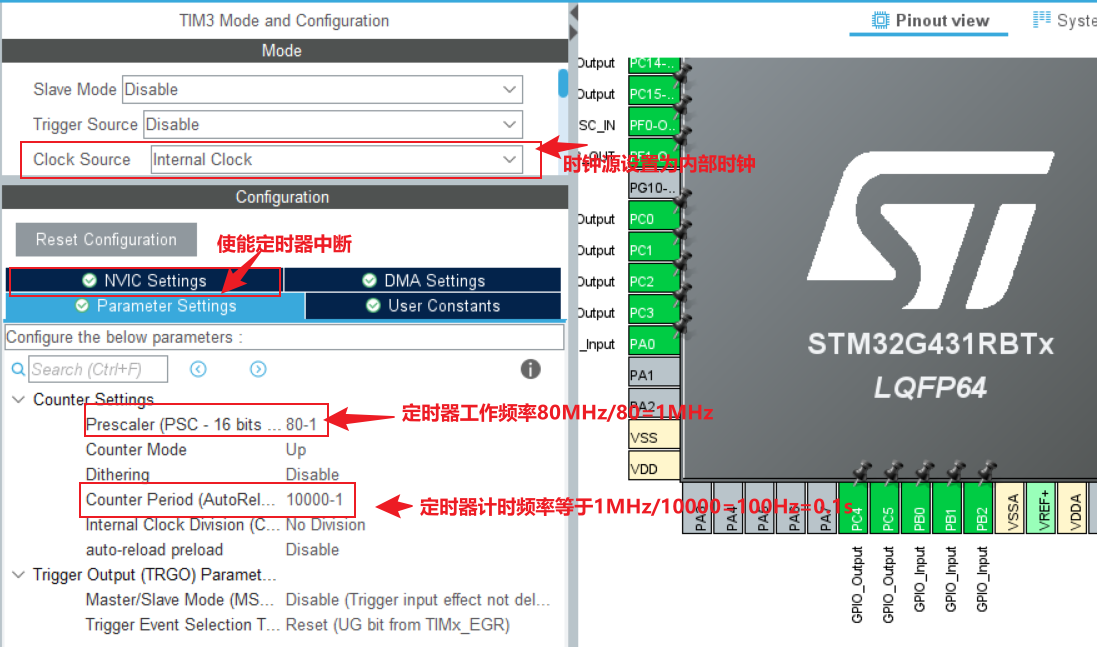 TIM3 Mode and Configuration
Mode
Slave Mode Disable
Trigger Source Disable
Clock Source Internal Clock
时钟源设置为内部时钟
Configuration
Reset Configuration
使能定时器中断
NVIC Settings
DMA Settings
Parameter Settings
User Constants
Configure the below parameters :
Search (Ctrl+F)
Counter Settings
Prescaler (PSC - 16 bits ... 80-1
定时器工作频率80MHz/80=1MHz
Counter Mode Up
Dithering Disable
Counter Period (AutoRel... 10000-1
定时器计时频率等于1MHz/10000=100Hz=0.1s
Internal Clock Division (C... No Division
auto-reload preload Disable
Trigger Output (TRGO) Paramet...
Master/Slave Mode (MS... Disable (Trigger input effect not del...
Trigger Event Selection T... Reset (UG bit from TIMx_EGR)
Pinout view
Syste
Output PC14-..
Output PC15-..
SC_IN PF0-O..
OUT PF1-O..
PG10-..
Output PC0
Output PC1
Output PC2
Output PC3
_Input PA0
PA1
PA2
VSS
VDD
STM32G431RBTx
LQFP64
PA3
PA4
PA5
PA6
PA7
PC4
PC5
PB0
PB1
PB2
VSSA
VREF+
VDDA
GPIO_Output
GPIO_Output
GPIO_Input
GPIO_Input
GPIO_Input